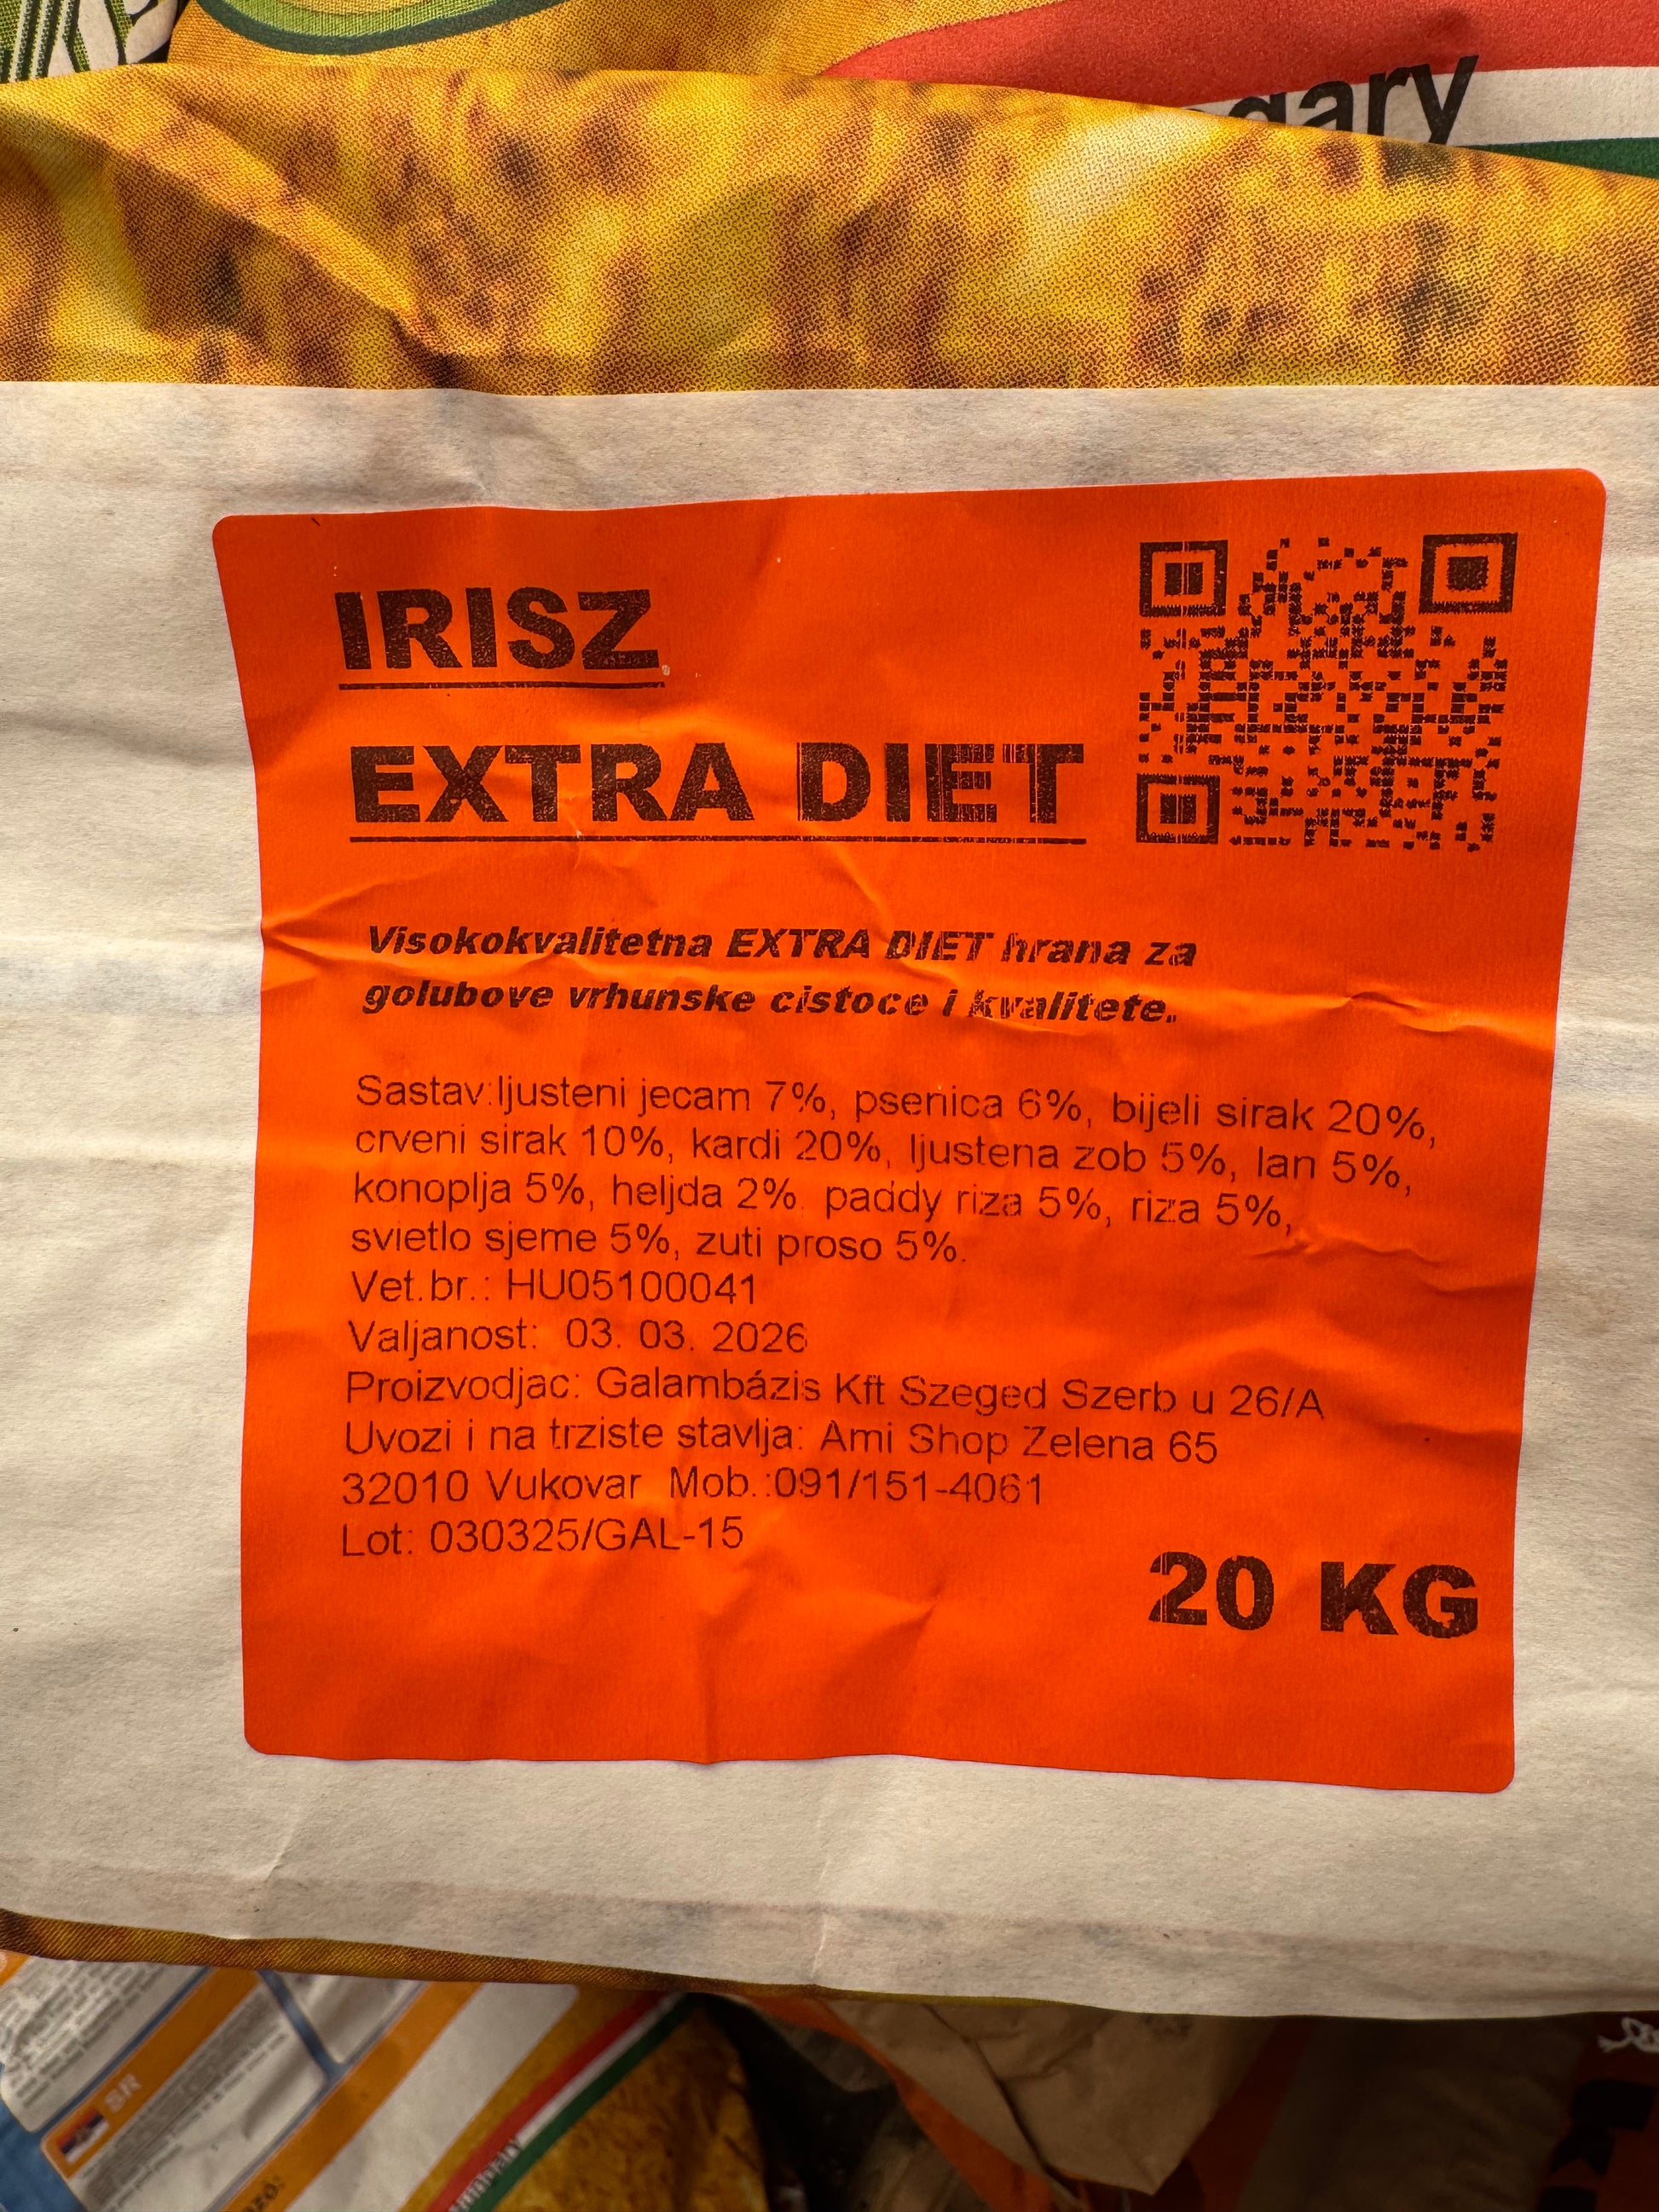 gary
IRISZ
EXTRA DIET
Visokokvalitetna EXTRA DIET hrana za
golubove vrhunske cistoce i kvalitete.
Sastav:ljusteni jecam 7%, psenica 6%, bijeli sirak 20%,
crveni sirak 10%, kardi 20%, ljustena zob 5%, lan 5%,
konoplja 5%, heljda 2%. paddy riza 5%, riza 5%,
svietlo sjeme 5%, zuti proso 5%.
Vet.br.: HU05100041
Valjanost: 03. 03. 2026
Proizvodjac: Galambázis Kft Szeged Szerb u 26/A
Uvozi i na trziste stavlja: Ami Shop Zelena 65
32010 Vukovar Mob.:091/151-4061
Lot: 030325/GAL-15
20 KG
SR